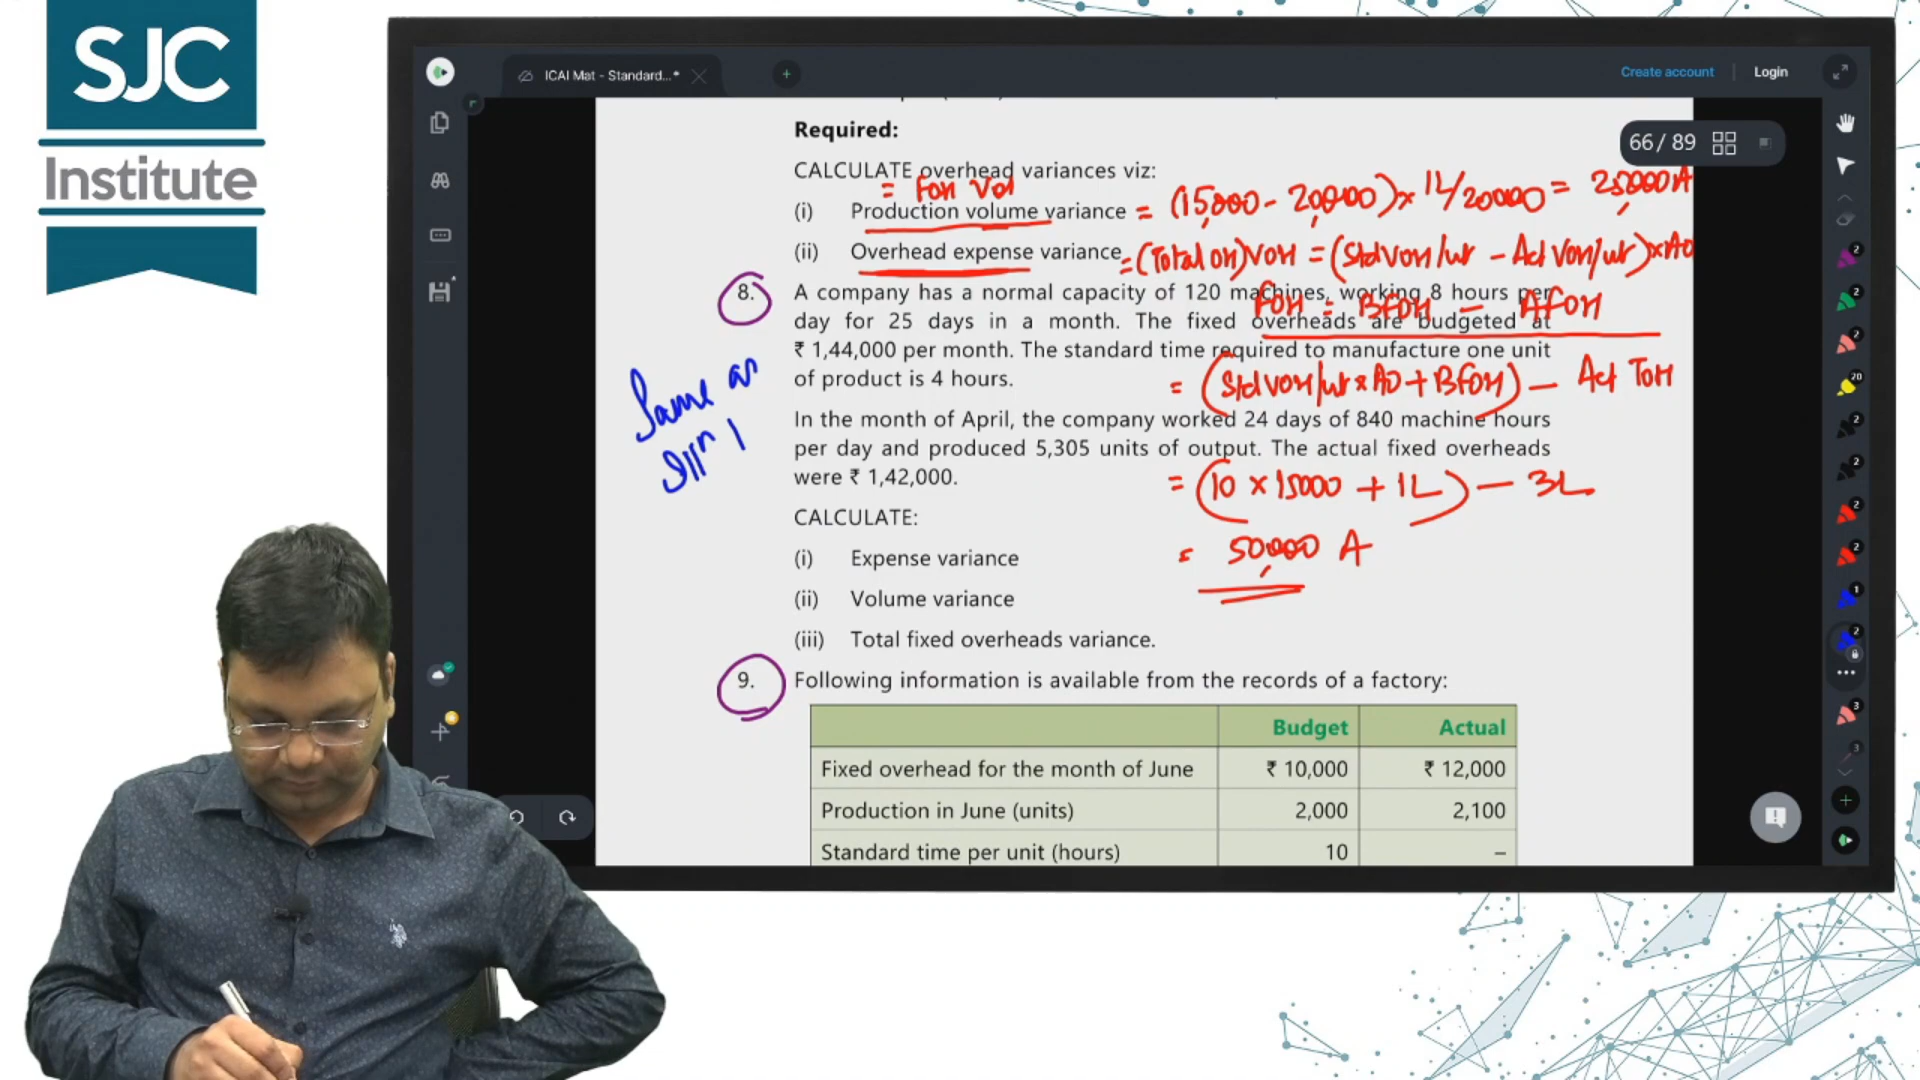 SJC
Institute
ICAI Mat - Standard...*
Create account
Login
66 / 89
Required:
CALCULATE overhead variances viz:
= FOH Vol
(i) Production volume variance = (15,000 - 20,000) × 1L/20000 = 25000 A
(ii) Overhead expense variance = (Total OH) VOH = (Std VOH/ut - Act VOH/ut) × AO
FOH = BFOH - AFOH
8. A company has a normal capacity of 120 machines, working 8 hours per
day for 25 days in a month. The fixed overheads are budgeted at
₹ 1,44,000 per month. The standard time required to manufacture one unit
of product is 4 hours.
= (Std VOH/ut × AO + BFOH) - Act TOH
Same as
Illn 1
In the month of April, the company worked 24 days of 840 machine hours
per day and produced 5,305 units of output. The actual fixed overheads
were ₹ 1,42,000.
= (10 × 15000 + 1L) - 3L
CALCULATE:
= 50,000 A
(i) Expense variance
(ii) Volume variance
(iii) Total fixed overheads variance.
9. Following information is available from the records of a factory:
Budget Actual
Fixed overhead for the month of June ₹ 10,000 ₹ 12,000
Production in June (units) 2,000 2,100
Standard time per unit (hours) 10 –